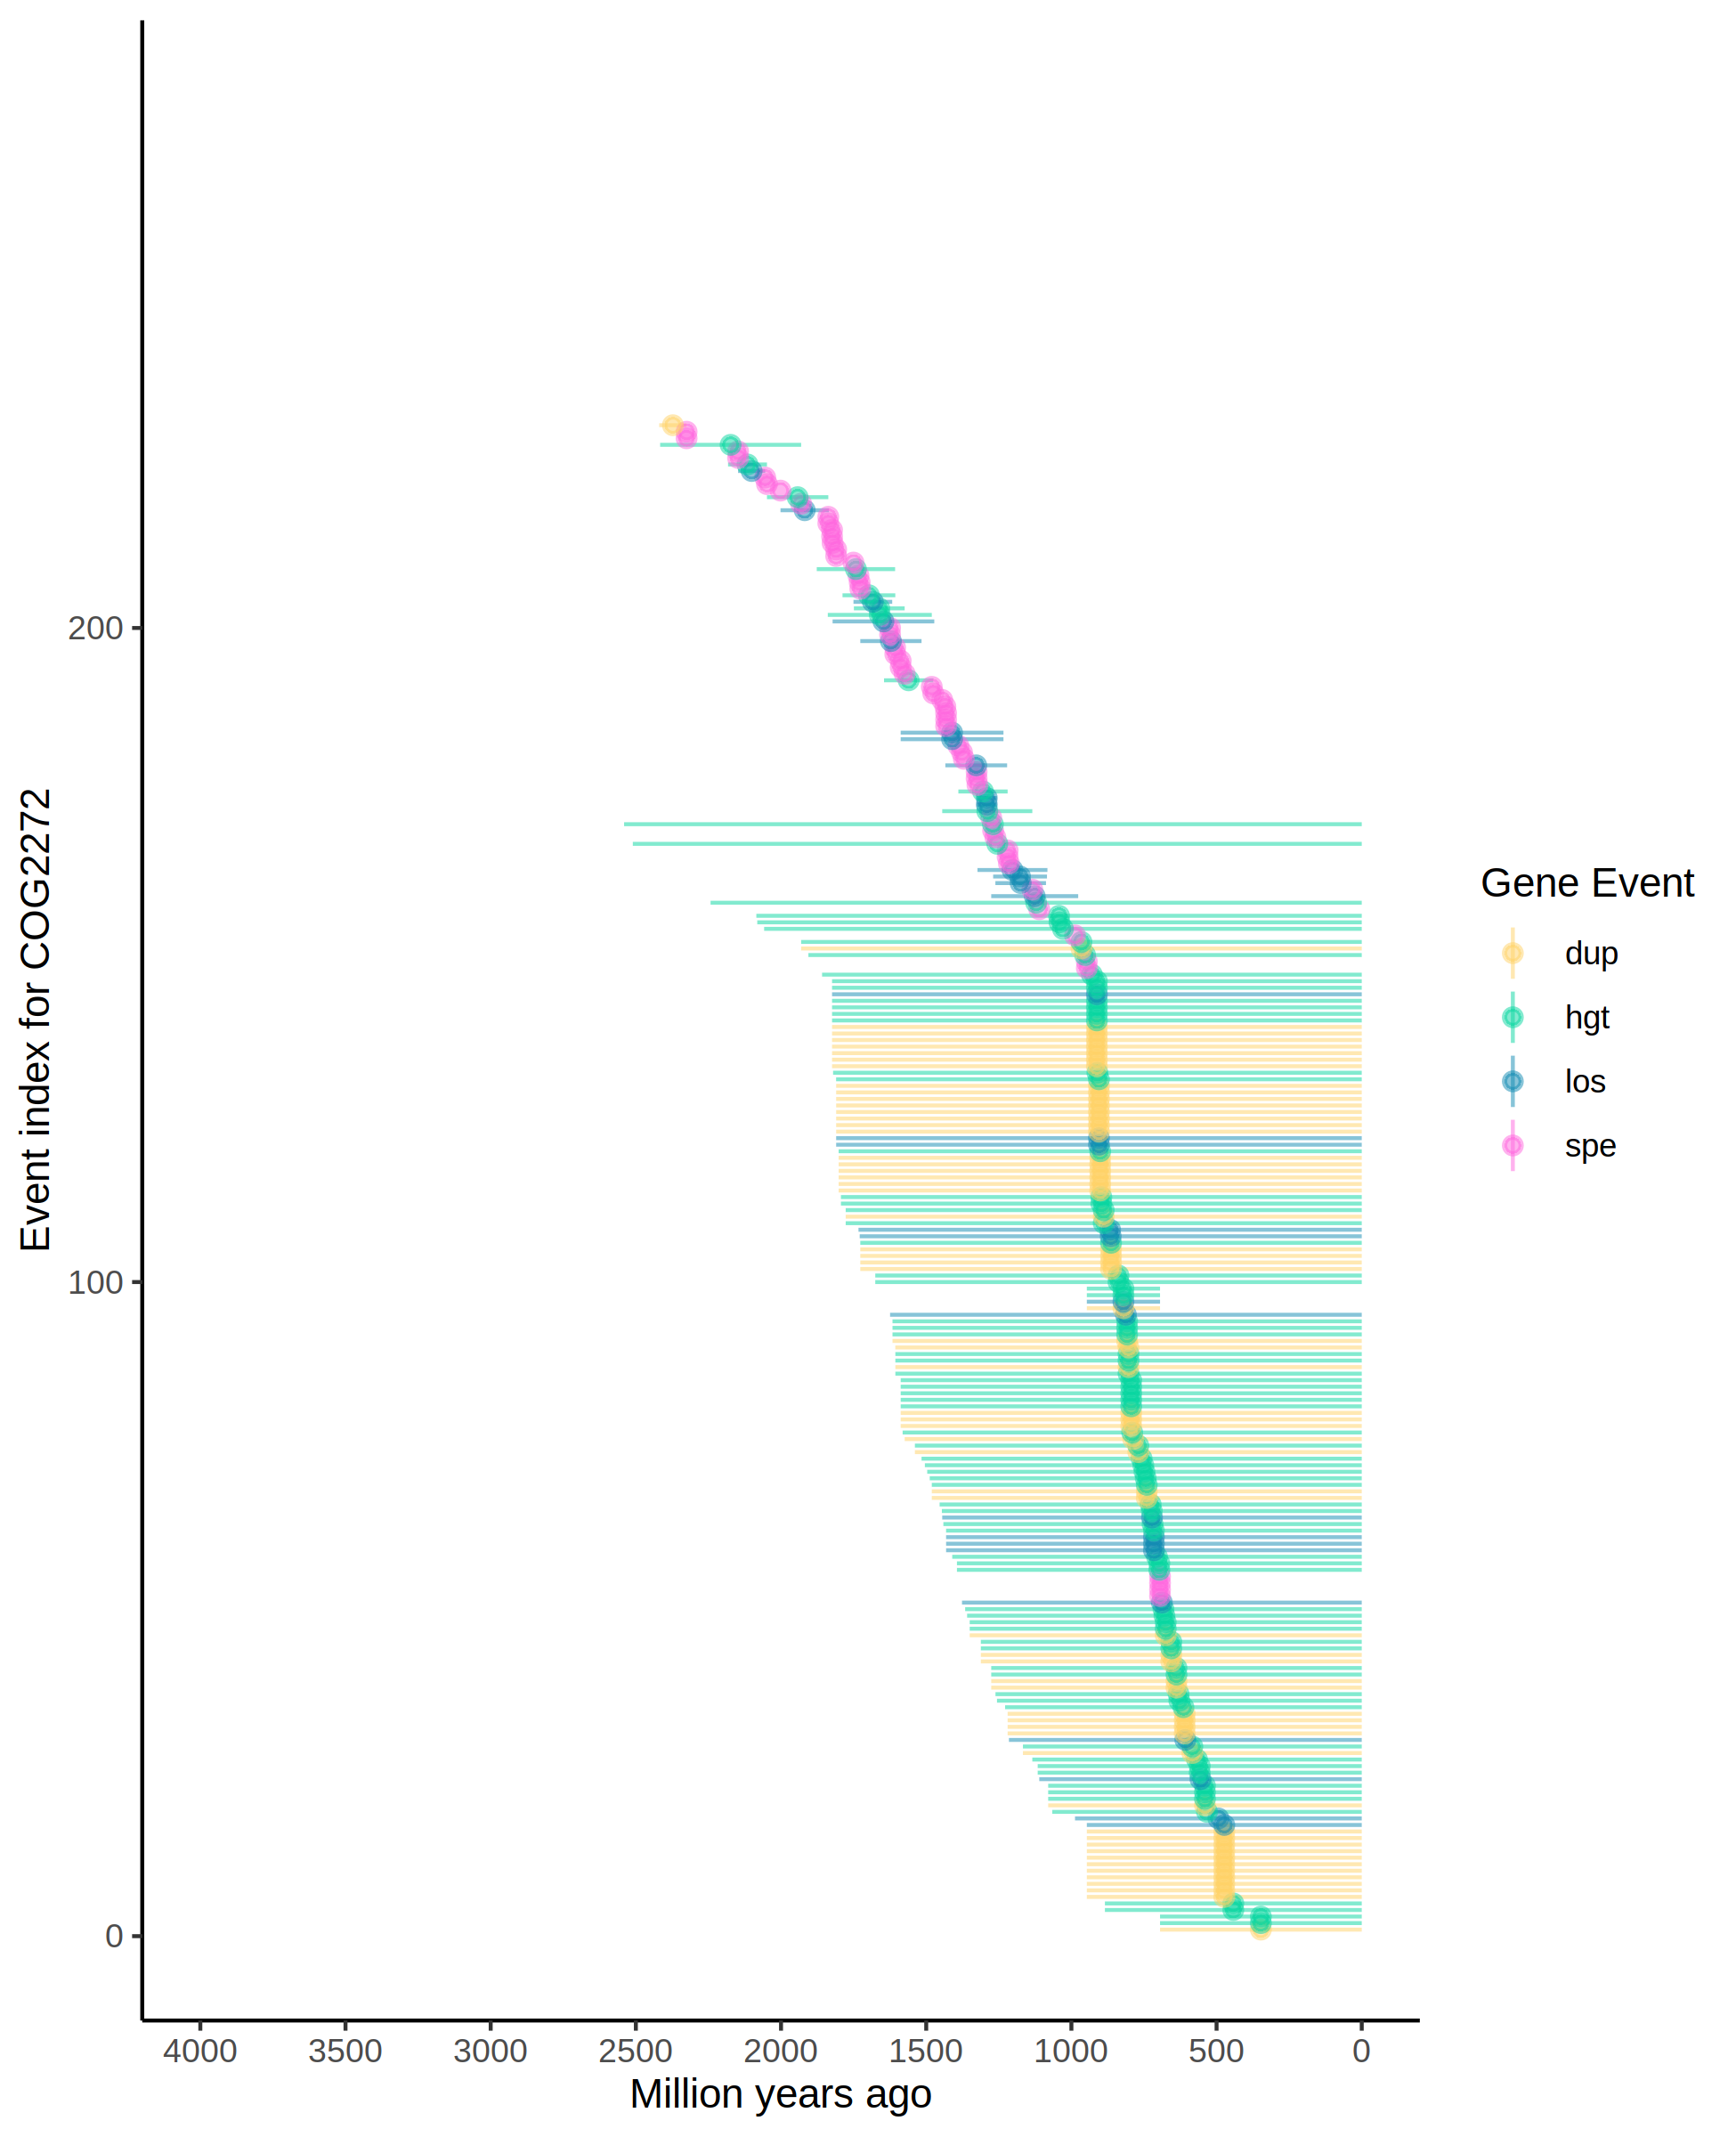 Event index for COG2272
200
100
0
4000 3500 3000 2500 2000 1500 1000 500 0
Million years ago
Gene Event
dup
hgt
los
spe